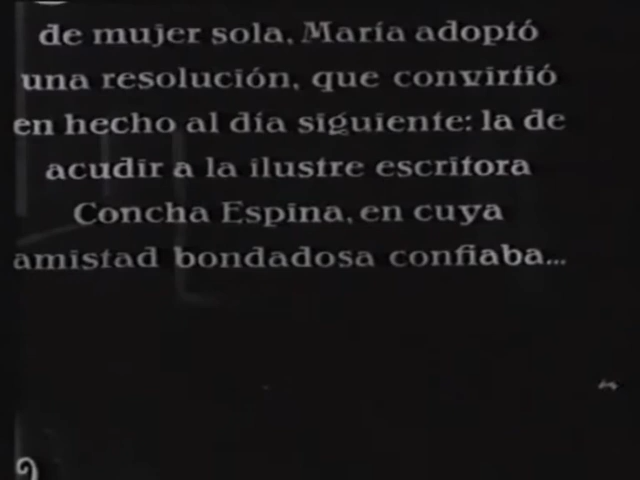 de mujer sola, María adoptó
una resolución, que convirtió
en hecho al día siguiente: la de
acudir a la ilustre escritora
Concha Espina, en cuya
amistad bondadosa confiaba...